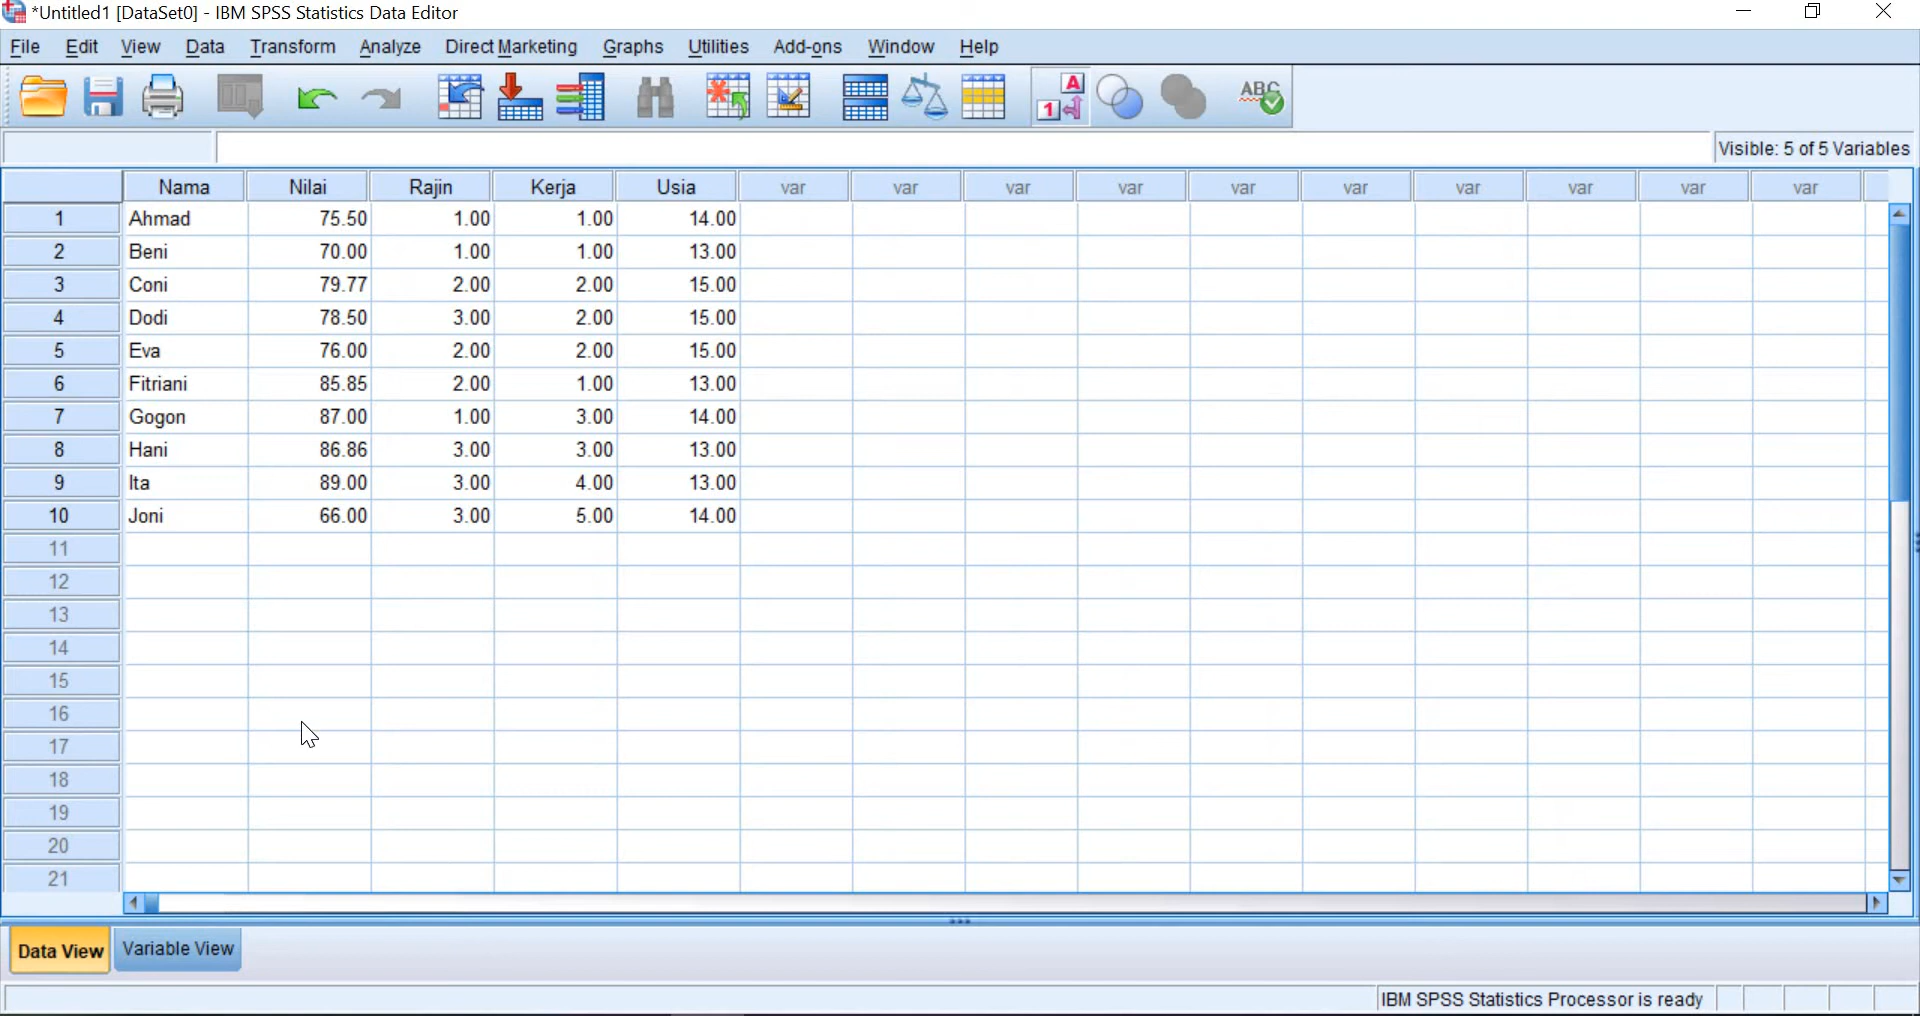 *Untitled1 [DataSet0] - IBM SPSS Statistics Data Editor
File Edit View Data Transform Analyze Direct Marketing Graphs Utilities Add-ons Window Help
A
1
ABC
Visible: 5 of 5 Variables
Nama Nilai Rajin Kerja Usia var var var var var var var var var var
1 Ahmad 75.50 1.00 1.00 14.00
2 Beni 70.00 1.00 1.00 13.00
3 Coni 79.77 2.00 2.00 15.00
4 Dodi 78.50 3.00 2.00 15.00
5 Eva 76.00 2.00 2.00 15.00
6 Fitriani 85.85 2.00 1.00 13.00
7 Gogon 87.00 1.00 3.00 14.00
8 Hani 86.86 3.00 3.00 13.00
9 Ita 89.00 3.00 4.00 13.00
10 Joni 66.00 3.00 5.00 14.00
11
12
13
14
15
16
17
18
19
20
21
Data View Variable View
IBM SPSS Statistics Processor is ready